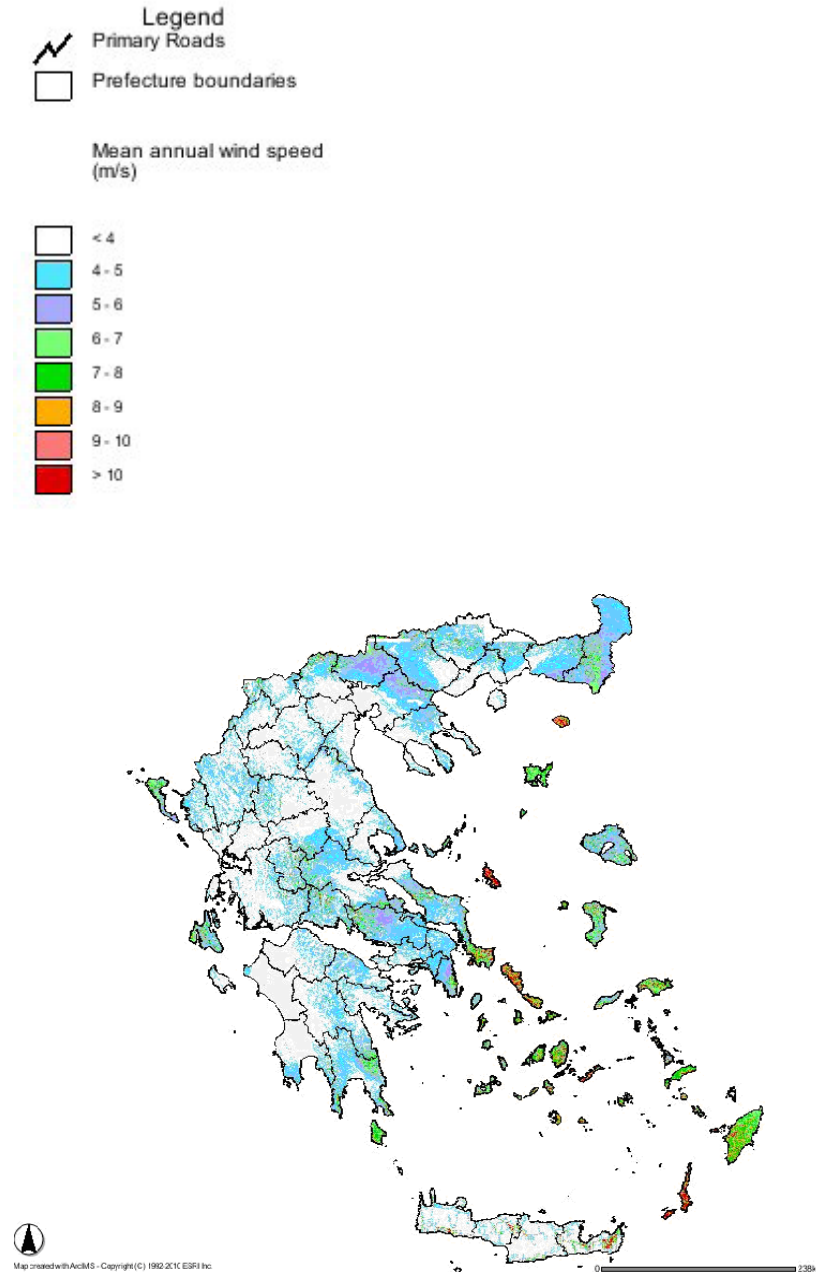 Legend
Primary Roads
Prefecture boundaries
Mean annual wind speed
(m/s)
< 4
4 - 5
5 - 6
6 - 7
7 - 8
8 - 9
9 - 10
> 10
Map created with ArcIMS - Copyright (C) 1992-2010 ESRI Inc.
0 238k